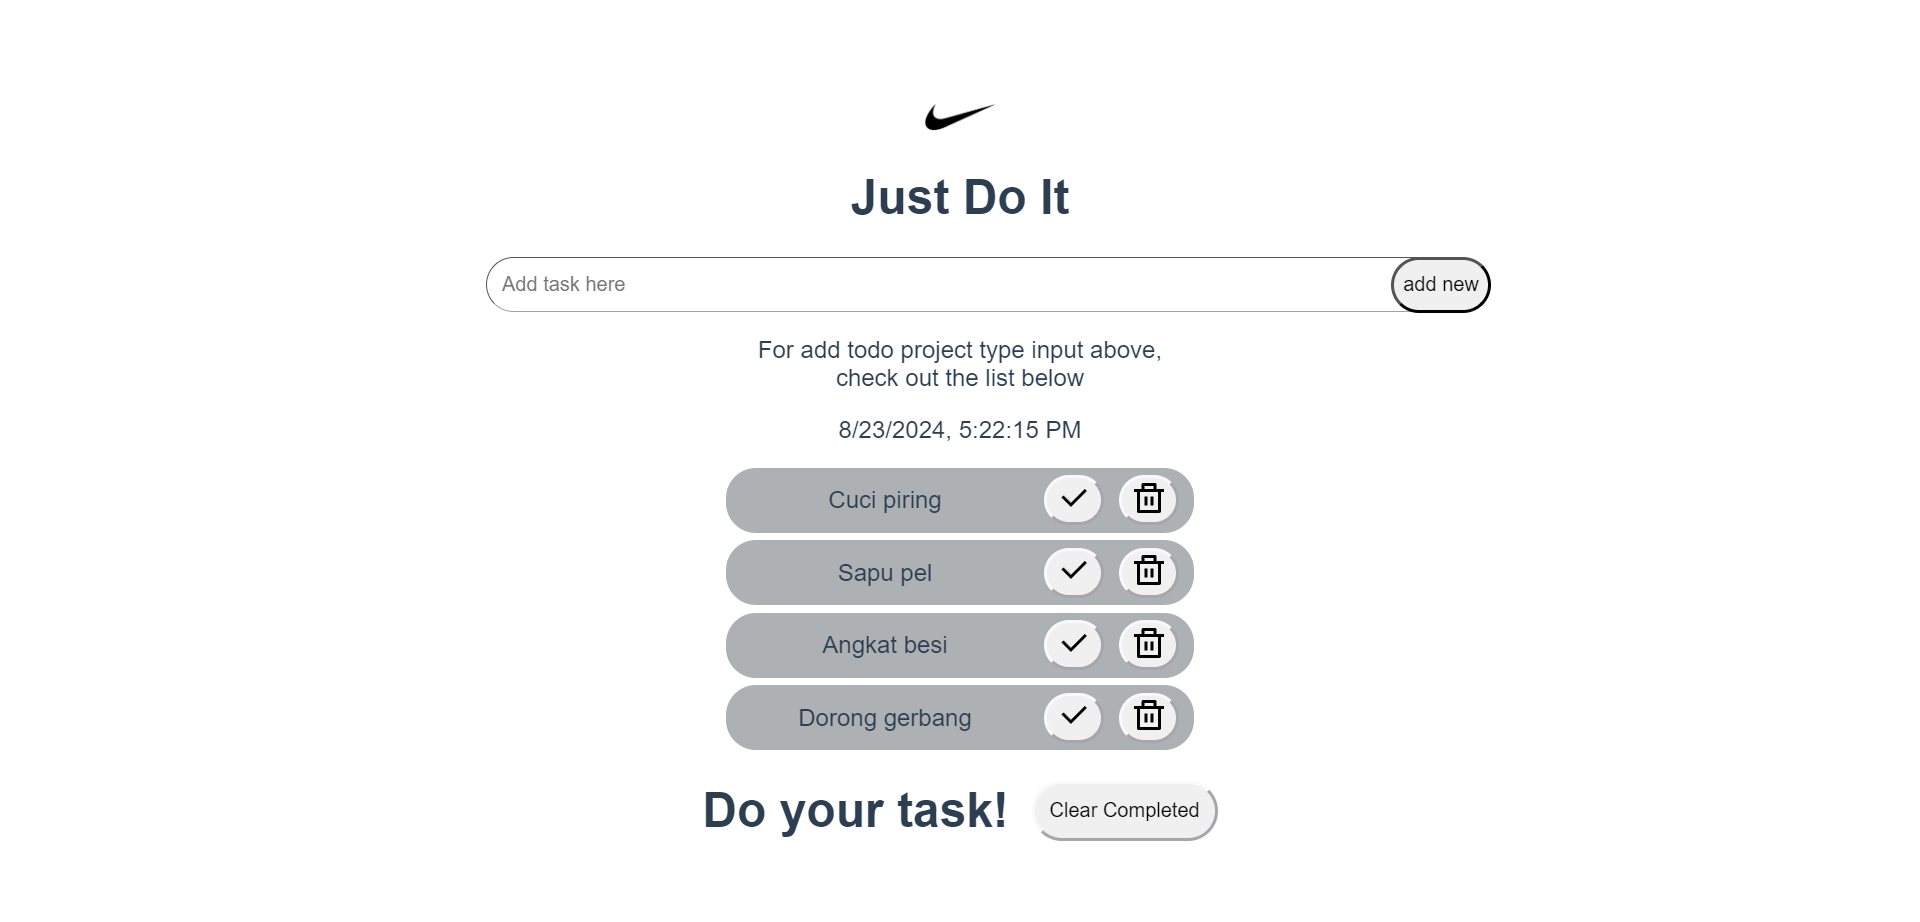 Just Do It
Add task here
add new
For add todo project type input above,
check out the list below
8/23/2024, 5:22:15 PM
Cuci piring
Sapu pel
Angkat besi
Dorong gerbang
Do your task!
Clear Completed